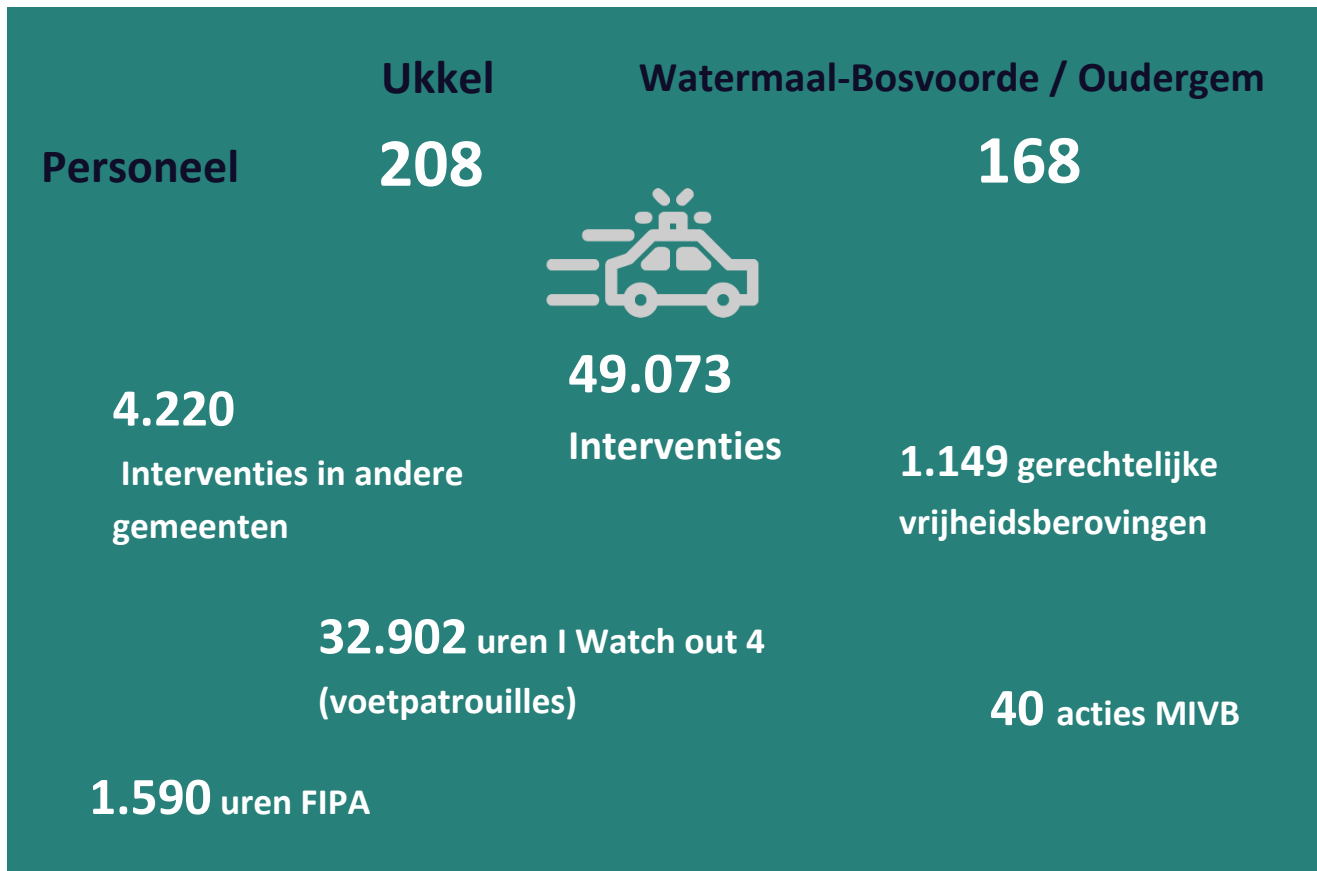 Ukkel
Watermaal-Bosvoorde / Oudergem
Personeel
208
168
49.073
Interventies
4.220
Interventies in andere
gemeenten
1.149 gerechtelijke
vrijheidsberovingen
32.902 uren I Watch out 4
(voetpatrouilles)
40 acties MIVB
1.590 uren FIPA